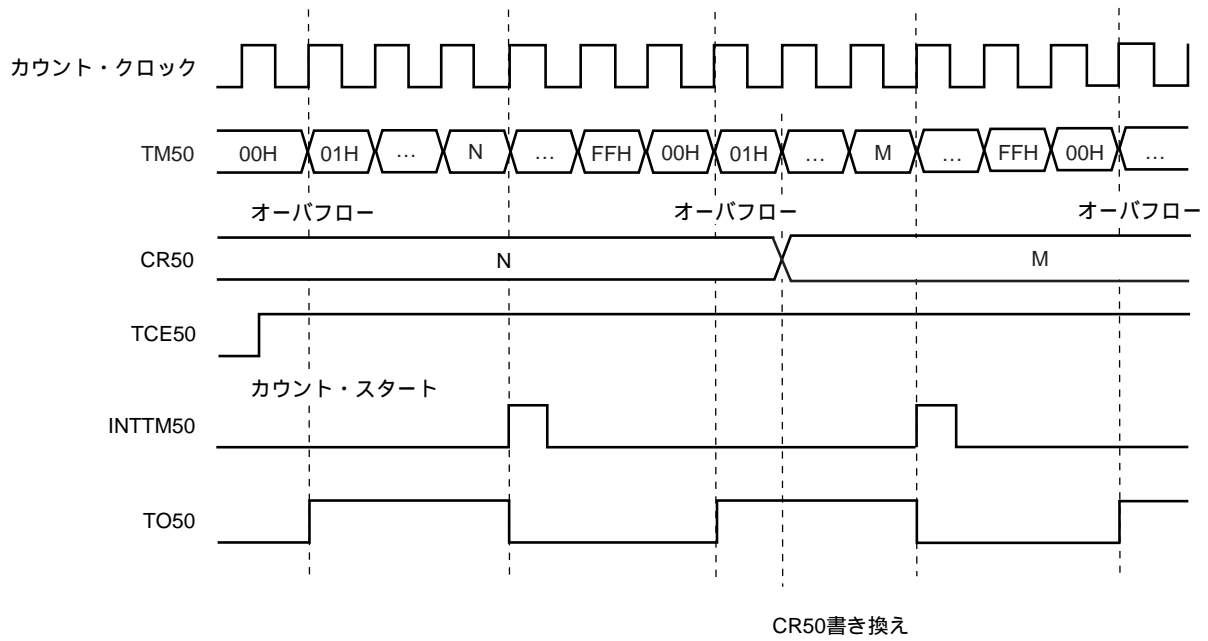 カウント・クロック
TM50 00H 01H … N … FFH 00H 01H … M … FFH 00H …
オーバフロー オーバフロー オーバフロー
CR50 N M
TCE50
カウント・スタート
INTTM50
TO50
CR50書き換え